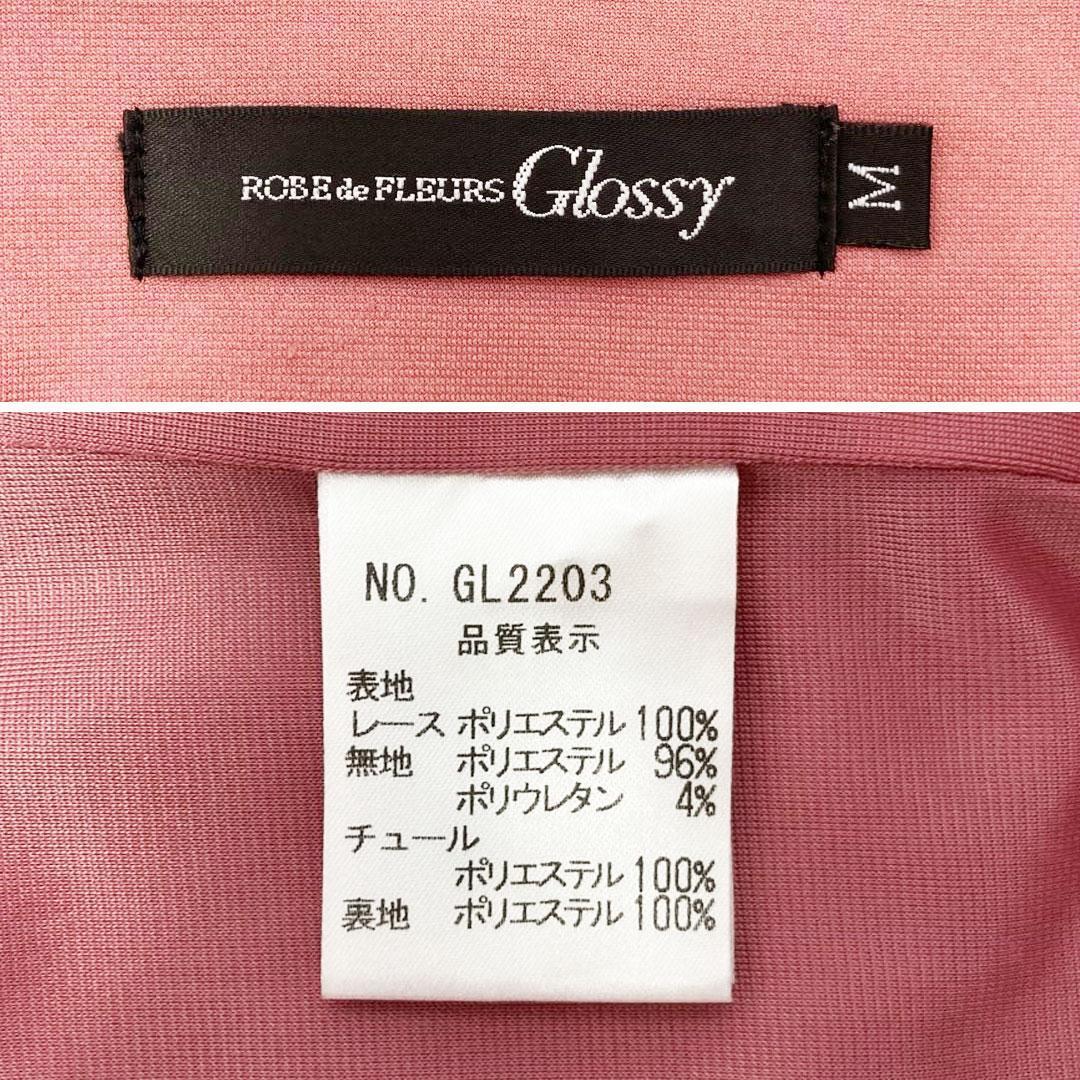 ROBE de FLEURS Glossy
M
NO. GL2203
品質表示
表地
レース ポリエステル 100%
無地 ポリエステル 96%
ポリウレタン 4%
チュール
ポリエステル 100%
裏地 ポリエステル 100%